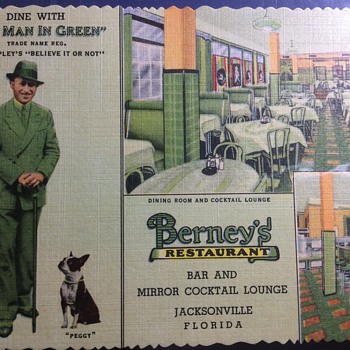 DINE WITH
MAN IN GREEN"
TRADE NAME REG.
PLEY'S "BELIEVE IT OR NOT"
"PEGGY"
DINING ROOM AND COCKTAIL LOUNGE
Berney's
RESTAURANT
BAR AND
MIRROR COCKTAIL LOUNGE
JACKSONVILLE
FLORIDA